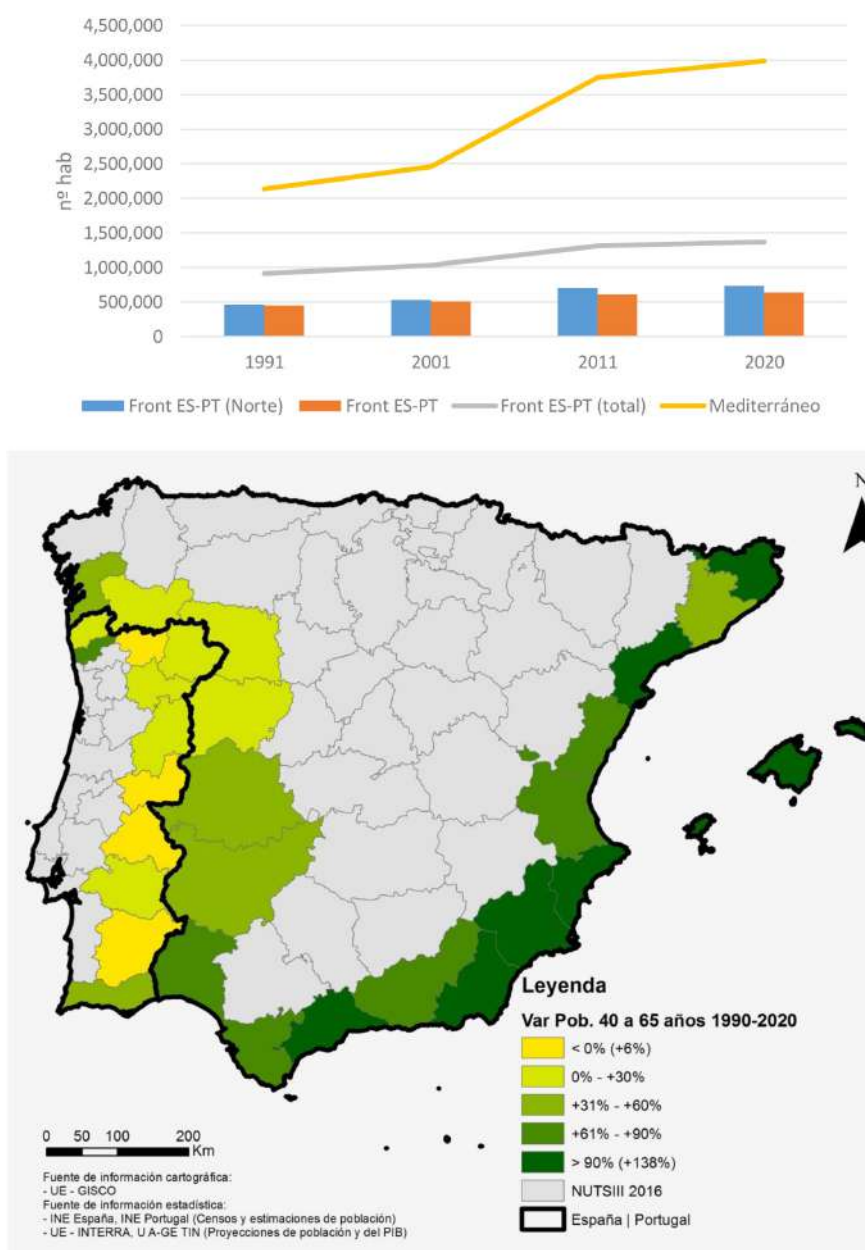 4,500,000
4,000,000
3,500,000
3,000,000
2,500,000
2,000,000
1,500,000
1,000,000
500,000
0
nº hab
1991 2001 2011 2020
Front ES-PT (Norte) Front ES-PT Front ES-PT (total) Mediterráneo
N
Leyenda
Var Pob. 40 a 65 años 1990-2020
< 0% (+6%)
0% - +30%
+31% - +60%
+61% - +90%
> 90% (+138%)
NUTSIII 2016
España | Portugal
0 50 100 200
Km
Fuente de información cartográfica:
- UE - GISCO
Fuente de información estadística:
- INE España, INE Portugal (Censos y estimaciones de población)
- UE - INTERRA, U A-GE TIN (Proyecciones de población y del PIB)